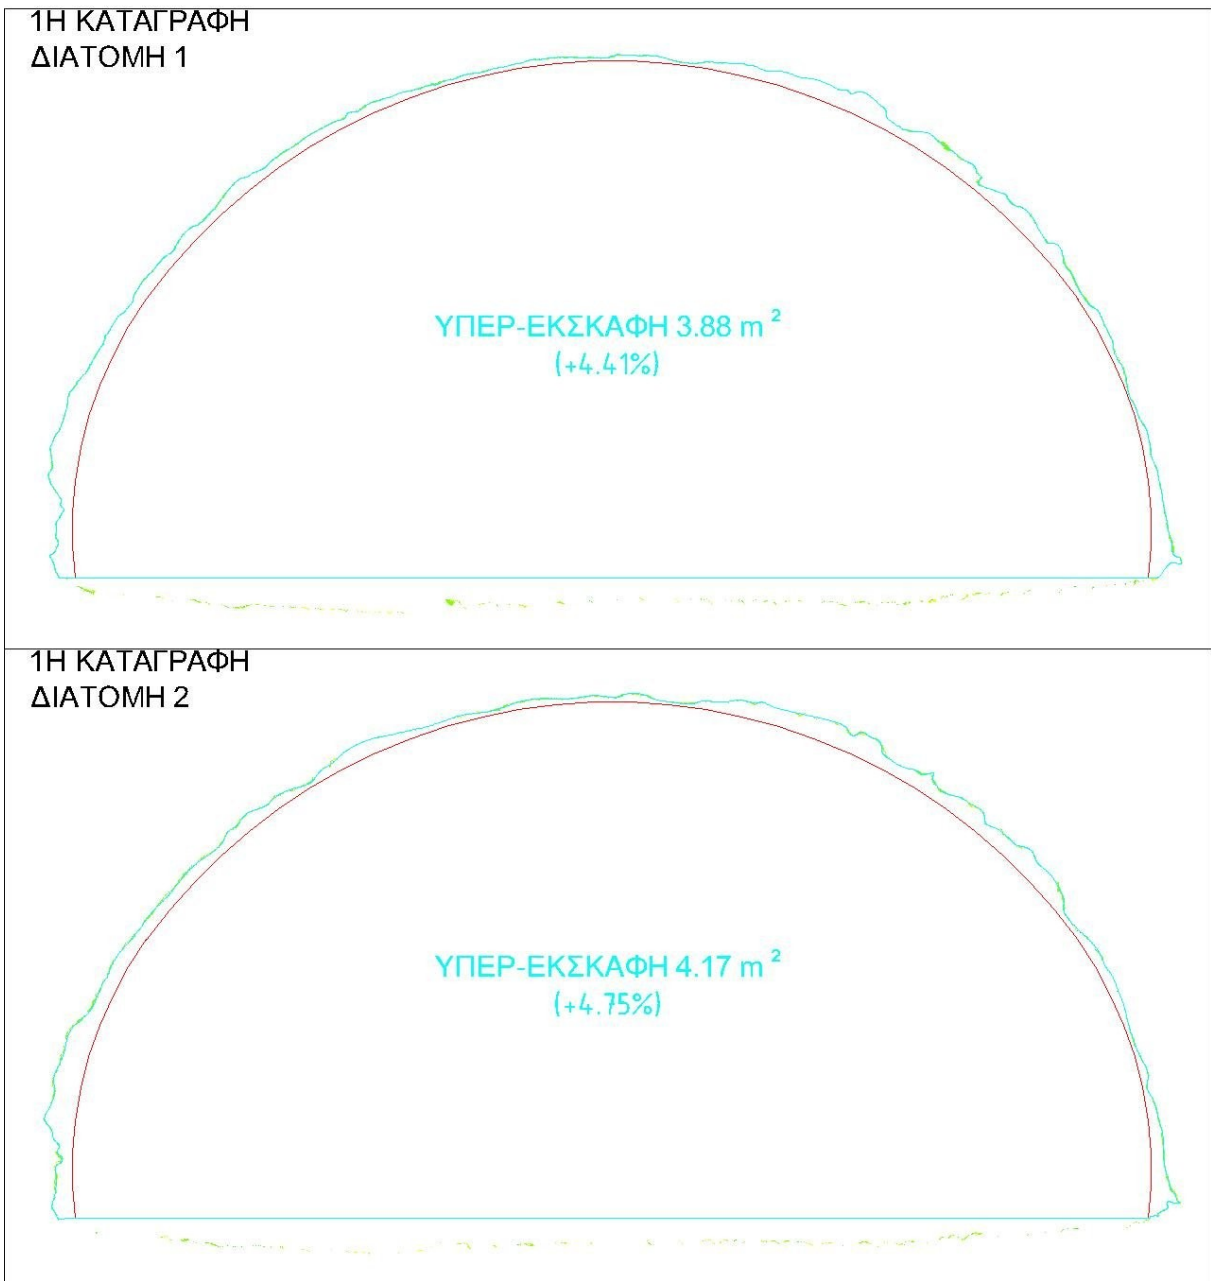 1Η ΚΑΤΑΓΡΑΦΗ
ΔΙΑΤΟΜΗ 1
ΥΠΕΡ-ΕΚΣΚΑΦΗ 3.88 m²
(+4.41%)
1Η ΚΑΤΑΓΡΑΦΗ
ΔΙΑΤΟΜΗ 2
ΥΠΕΡ-ΕΚΣΚΑΦΗ 4.17 m²
(+4.75%)